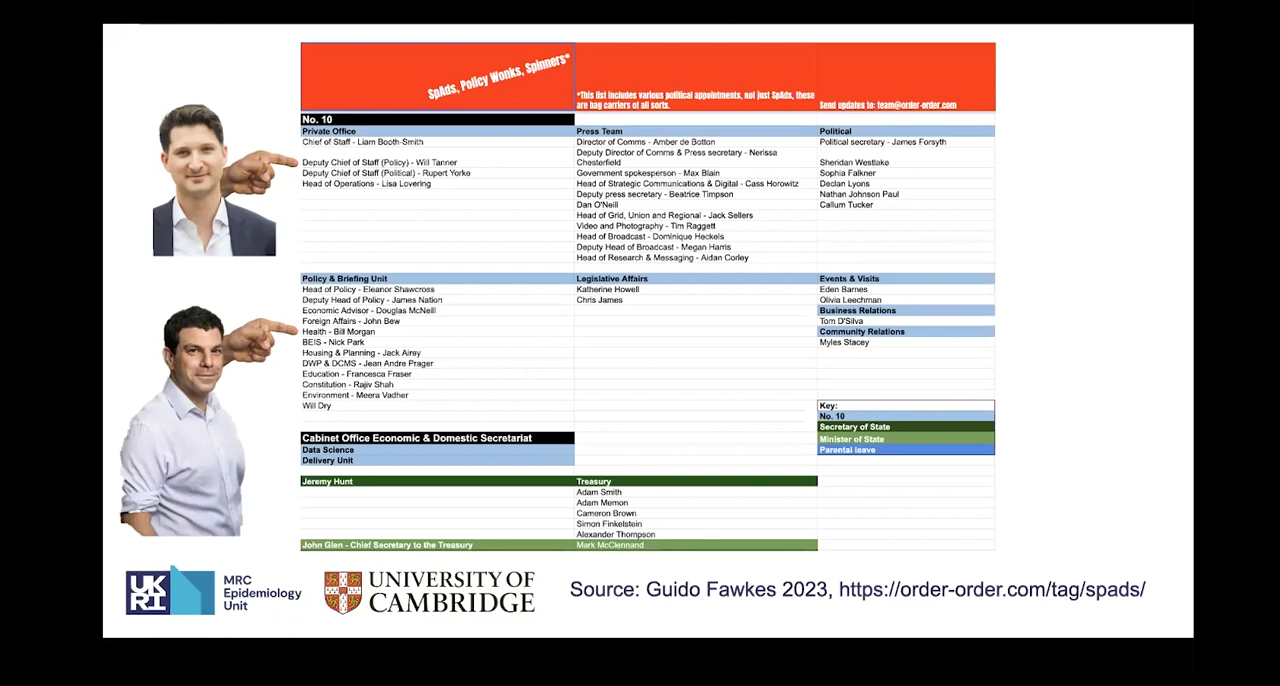 SpAds, Policy Wonks, Spinners*
*This list includes various political appointments, not just SpAds, these
are bag carriers of all sorts.
Send updates to: team@order-order.com
No. 10
Private Office
Chief of Staff - Liam Booth-Smith
Deputy Chief of Staff (Policy) - Will Tanner
Deputy Chief of Staff (Political) - Rupert Yorke
Head of Operations - Lisa Lovering
Press Team
Director of Comms - Amber de Botton
Deputy Director of Comms & Press secretary - Nerissa
Chesterfield
Government spokesperson - Max Blain
Head of Strategic Communications & Digital - Cass Horowitz
Deputy press secretary - Beatrice Timpson
Dan O'Neill
Head of Grid, Union and Regional - Jack Sellers
Video and Photography - Tim Raggett
Head of Broadcast - Dominique Heckels
Deputy Head of Broadcast - Megan Harris
Head of Research & Messaging - Aidan Corley
Political
Political secretary - James Forsyth
Sheridan Westlake
Sophia Falkner
Declan Lyons
Nathan Johnson Paul
Callum Tucker
Policy & Briefing Unit
Head of Policy - Eleanor Shawcross
Deputy Head of Policy - James Nation
Economic Advisor - Douglas McNeill
Foreign Affairs - John Bew
Health - Bill Morgan
BEIS - Nick Park
Housing & Planning - Jack Airey
DWP & DCMS - Jean Andre Prager
Education - Francesca Fraser
Constitution - Rajiv Shah
Environment - Meera Vadher
Will Dry
Legislative Affairs
Katherine Howell
Chris James
Events & Visits
Eden Barnes
Olivia Leechman
Business Relations
Tom D'Silva
Community Relations
Myles Stacey
Key:
No. 10
Secretary of State
Minister of State
Parental leave
Cabinet Office Economic & Domestic Secretariat
Data Science
Delivery Unit
Jeremy Hunt
Treasury
Adam Smith
Adam Memon
Cameron Brown
Simon Finkelstein
Alexander Thompson
John Glen - Chief Secretary to the Treasury
Mark McClennand
UK
RI
MRC
Epidemiology
Unit
UNIVERSITY OF
CAMBRIDGE
Source: Guido Fawkes 2023, https://order-order.com/tag/spads/